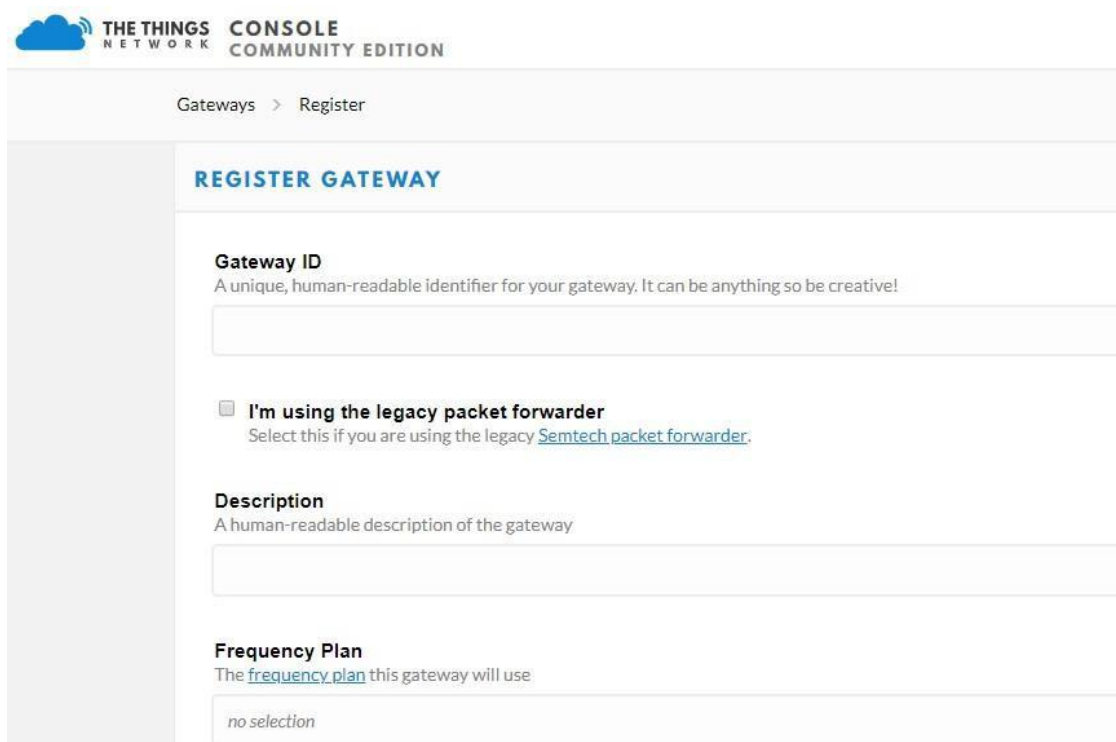 THE THINGS CONSOLE
NETWORK COMMUNITY EDITION
Gateways > Register
REGISTER GATEWAY
Gateway ID
A unique, human-readable identifier for your gateway. It can be anything so be creative!
I'm using the legacy packet forwarder
Select this if you are using the legacy Semtech packet forwarder.
Description
A human-readable description of the gateway
Frequency Plan
The frequency plan this gateway will use
no selection